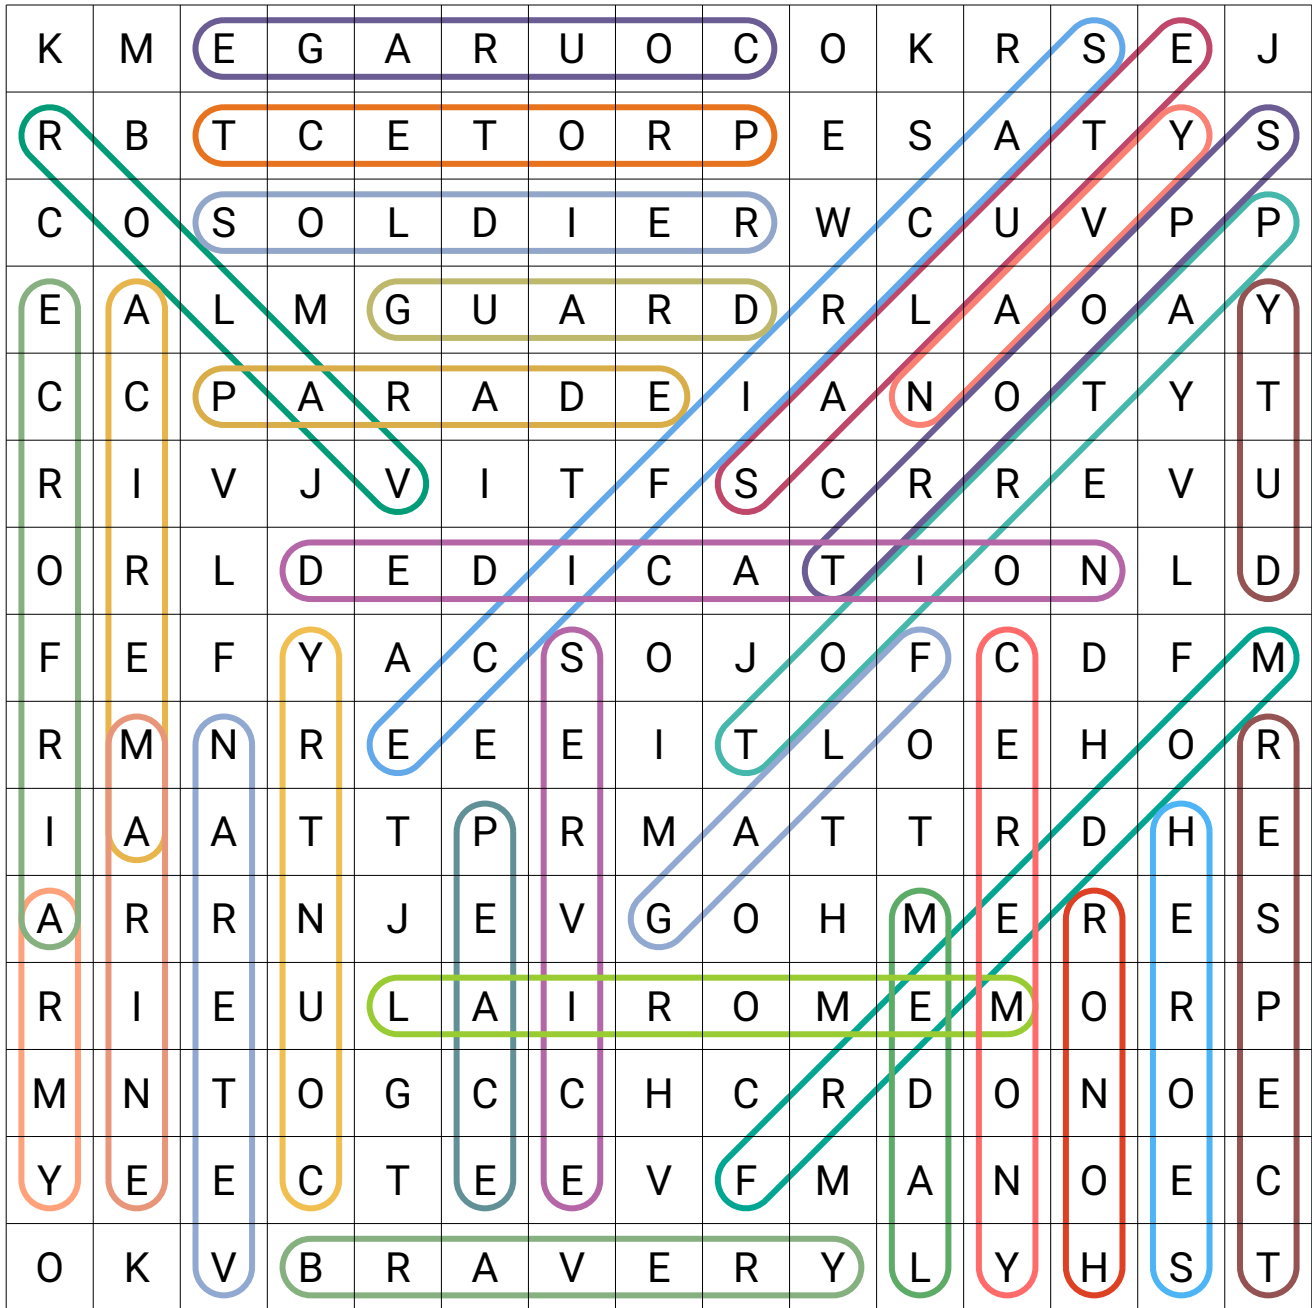 K M E G A R U O C O K R S E J
R B T C E T O R P E S A T Y S
C O S O L D I E R W C U V P P
E A L M G U A R D R L A O A Y
C C P A R A D E I A N O T Y T
R I V J V I T F S C R R E V U
O R L D E D I C A T I O N L D
F E F Y A C S O J O F C D F M
R M N R E E E I T L O E H O R
I A A T T P R M A T T R D H E
A R R N J E V G O H M E R E S
R I E U L A I R O M E M O R P
M N T O G C C H C R D O N O E
Y E E C T E E V F M A N O E C
O K V B R A V E R Y L Y H S T